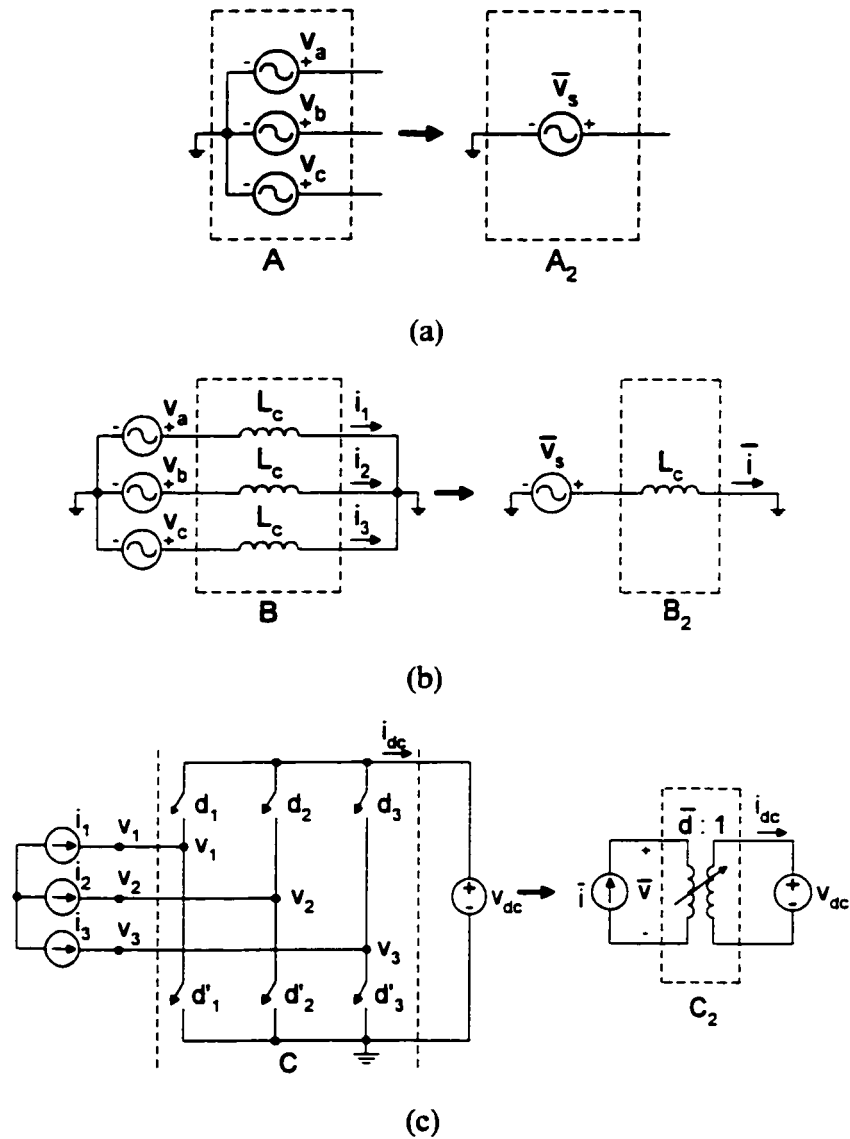 v_a
v_b
v_c
v̄_s
A
A_2
(a)
v_a
v_b
v_c
L_c
L_c
L_c
i_1
i_2
i_3
v̄_s
L_c
ī
B
B_2
(b)
i_dc
d_1
d_2
d_3
i_1
v_1
v_1
i_2
v_2
v_2
i_3
v_3
v_3
v_dc
d'_1
d'_2
d'_3
C
d̄ : 1
i_dc
ī
+
v̄
-
v_dc
C_2
(c)